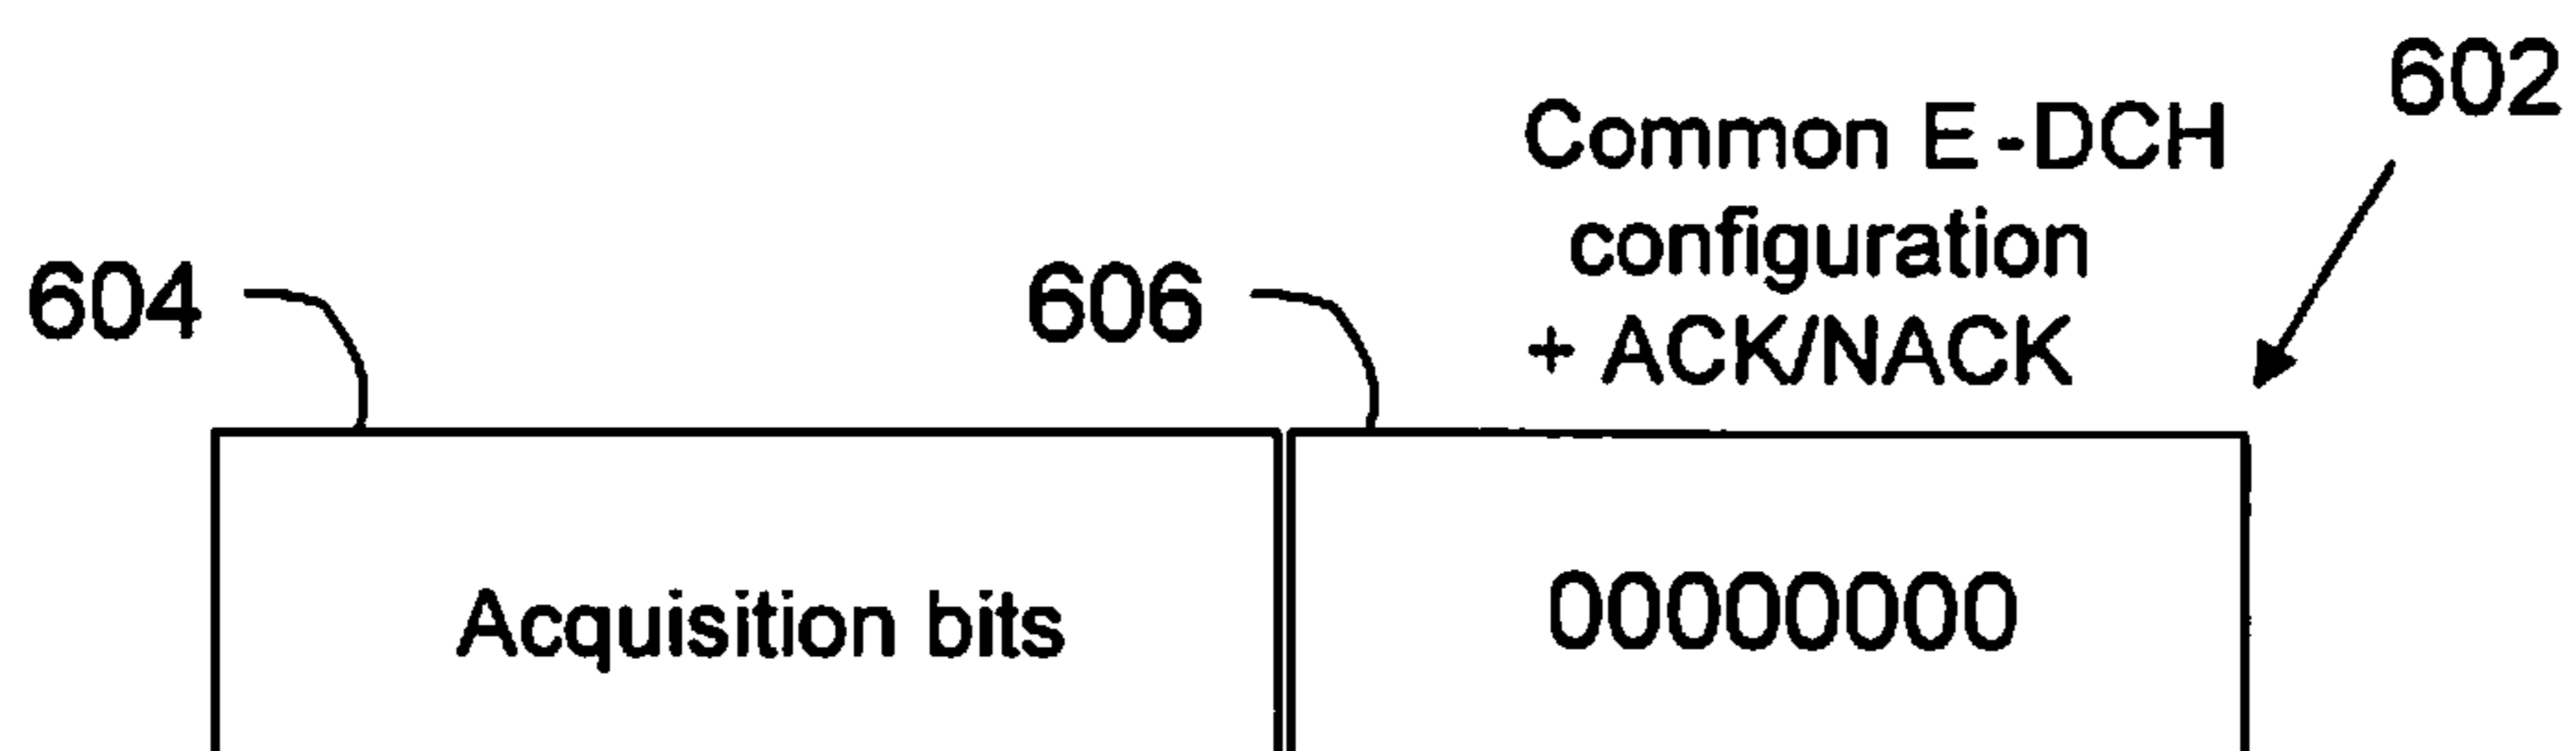 602
Common E-DCH
configuration
+ ACK/NACK
604
606
Acquisition bits
00000000